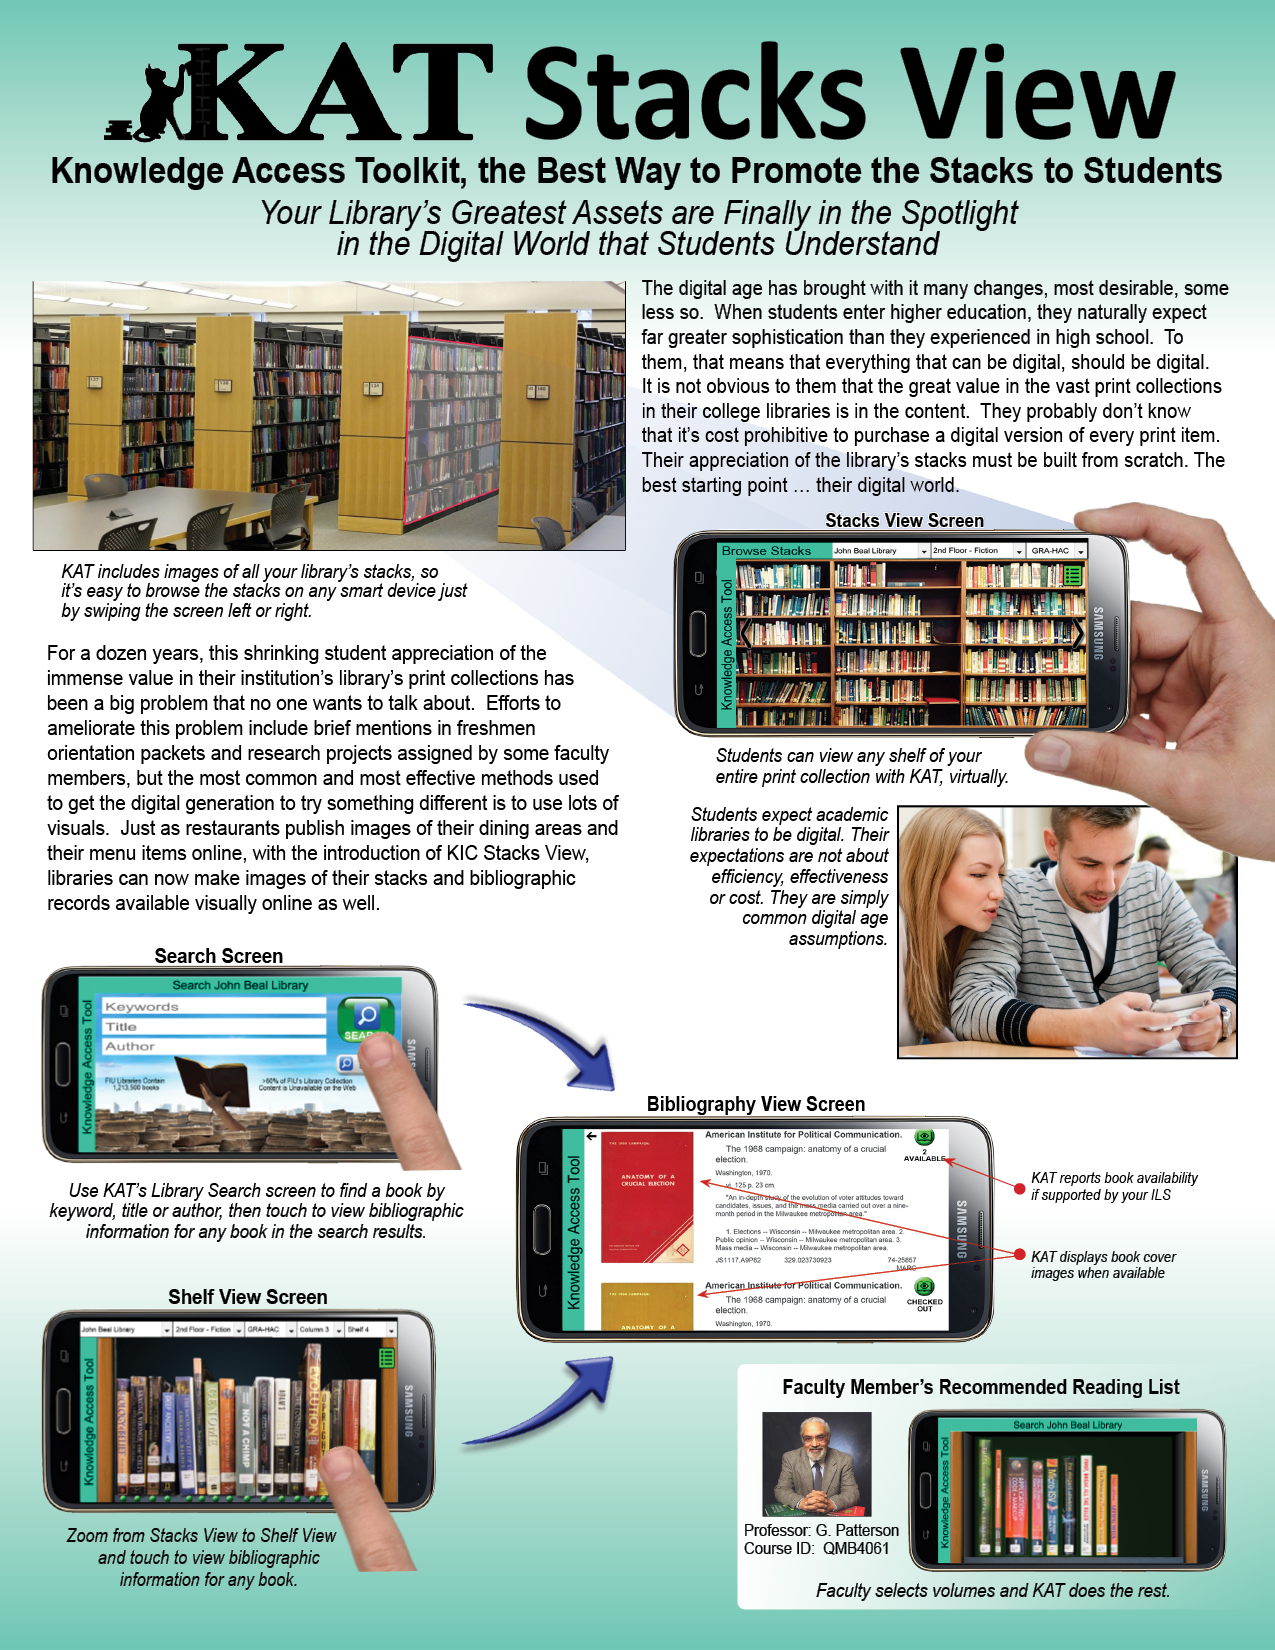 KAT Stacks View
Knowledge Access Toolkit, the Best Way to Promote the Stacks to Students
Your Library's Greatest Assets are Finally in the Spotlight
in the Digital World that Students Understand
The digital age has brought with it many changes, most desirable, some
less so. When students enter higher education, they naturally expect
far greater sophistication than they experienced in high school. To
them, that means that everything that can be digital, should be digital.
It is not obvious to them that the great value in the vast print collections
in their college libraries is in the content. They probably don't know
that it's cost prohibitive to purchase a digital version of every print item.
Their appreciation of the library's stacks must be built from scratch. The
best starting point … their digital world.
KAT includes images of all your library's stacks, so
it's easy to browse the stacks on any smart device just
by swiping the screen left or right.
Stacks View Screen
Browse Stacks
John Beal Library
2nd Floor - Fiction
GRA-HAC
Knowledge Access Tool
SAMSUNG
Students can view any shelf of your
entire print collection with KAT, virtually.
For a dozen years, this shrinking student appreciation of the
immense value in their institution's library's print collections has
been a big problem that no one wants to talk about. Efforts to
ameliorate this problem include brief mentions in freshmen
orientation packets and research projects assigned by some faculty
members, but the most common and most effective methods used
to get the digital generation to try something different is to use lots of
visuals. Just as restaurants publish images of their dining areas and
their menu items online, with the introduction of KIC Stacks View,
libraries can now make images of their stacks and bibliographic
records available visually online as well.
Students expect academic
libraries to be digital. Their
expectations are not about
efficiency, effectiveness
or cost. They are simply
common digital age
assumptions.
Search Screen
Search John Beal Library
Keywords
Title
Author
Knowledge Access Tool
FIU Libraries Contain
1,213,500 books
>80% of FIU's Library Collection
Content is Unavailable on the Web
Use KAT's Library Search screen to find a book by
keyword, title or author, then touch to view bibliographic
information for any book in the search results.
Bibliography View Screen
Knowledge Access Tool
THE 1968 CAMPAIGN:
ANATOMY OF A
CRUCIAL ELECTION
American Institute for Political Communication.
The 1968 campaign: anatomy of a crucial
election.
Washington, 1970.
vi, 125 p. 23 cm.
"An in-depth study of the evolution of voter attitudes toward
candidates, issues, and the mass media carried out over a nine-
month period in the Milwaukee metropolitan area."
1. Elections -- Wisconsin -- Milwaukee metropolitan area. 2.
Public opinion -- Wisconsin -- Milwaukee metropolitan area. 3.
Mass media -- Wisconsin -- Milwaukee metropolitan area.
JS1117.A9P82 329.023730923 74-25857
MARC
2
AVAILABLE
THE 1968 CAMPAIGN:
ANATOMY OF A
American Institute for Political Communication.
The 1968 campaign: anatomy of a crucial
election.
Washington, 1970.
CHECKED
OUT
SAMSUNG
KAT reports book availability
if supported by your ILS
KAT displays book cover
images when available
Shelf View Screen
John Beal Library
2nd Floor - Fiction
GRA-HAC
Column 3
Shelf 4
Knowledge Access Tool
NOT A CHIMP
EVOLUTION
SAMSUNG
Zoom from Stacks View to Shelf View
and touch to view bibliographic
information for any book.
Faculty Member's Recommended Reading List
Professor: G. Patterson
Course ID: QMB4061
Search John Beal Library
Knowledge Access Tool
SAMSUNG
Faculty selects volumes and KAT does the rest.